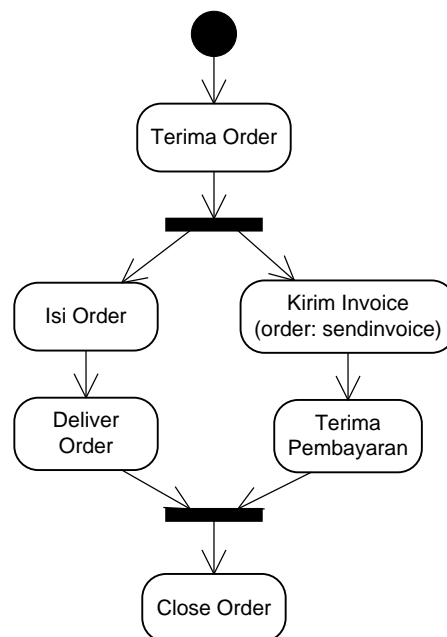 Terima Order
Isi Order
Kirim Invoice
(order: sendinvoice)
Deliver
Order
Terima
Pembayaran
Close Order